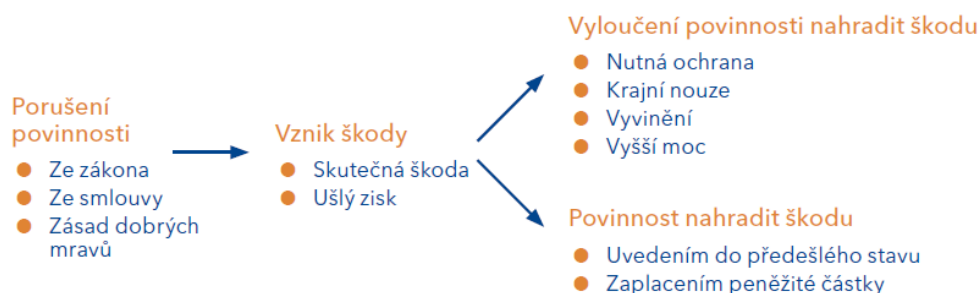 Porušení
povinnosti
Ze zákona
Ze smlouvy
Zásad dobrých
mravů
Vznik škody
Skutečná škoda
Ušlý zisk
Vyloučení povinnosti nahradit škodu
Nutná ochrana
Krajní nouze
Vyvinění
Vyšší moc
Povinnost nahradit škodu
Uvedením do předešlého stavu
Zaplacením peněžité částky